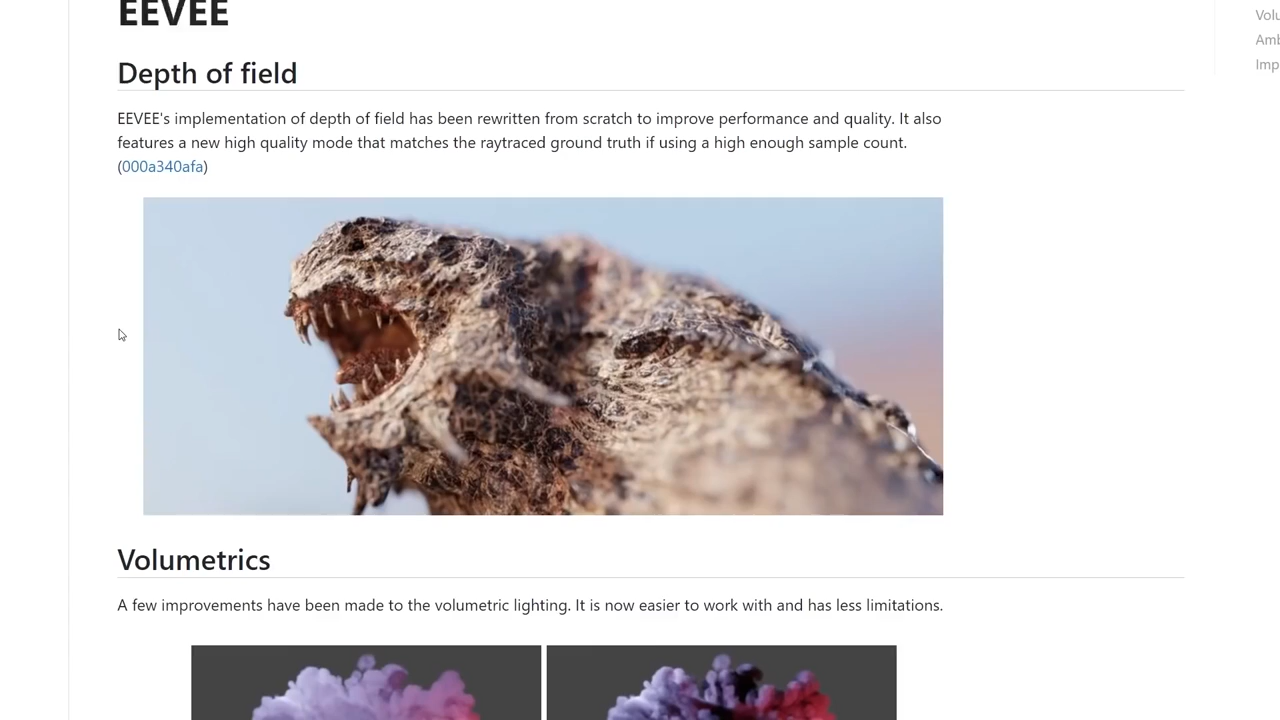 EEVEE
Depth of field
EEVEE's implementation of depth of field has been rewritten from scratch to improve performance and quality. It also
features a new high quality mode that matches the raytraced ground truth if using a high enough sample count.
(000a340afa)
Volumetrics
A few improvements have been made to the volumetric lighting. It is now easier to work with and has less limitations.
Volu
Amb
Imp